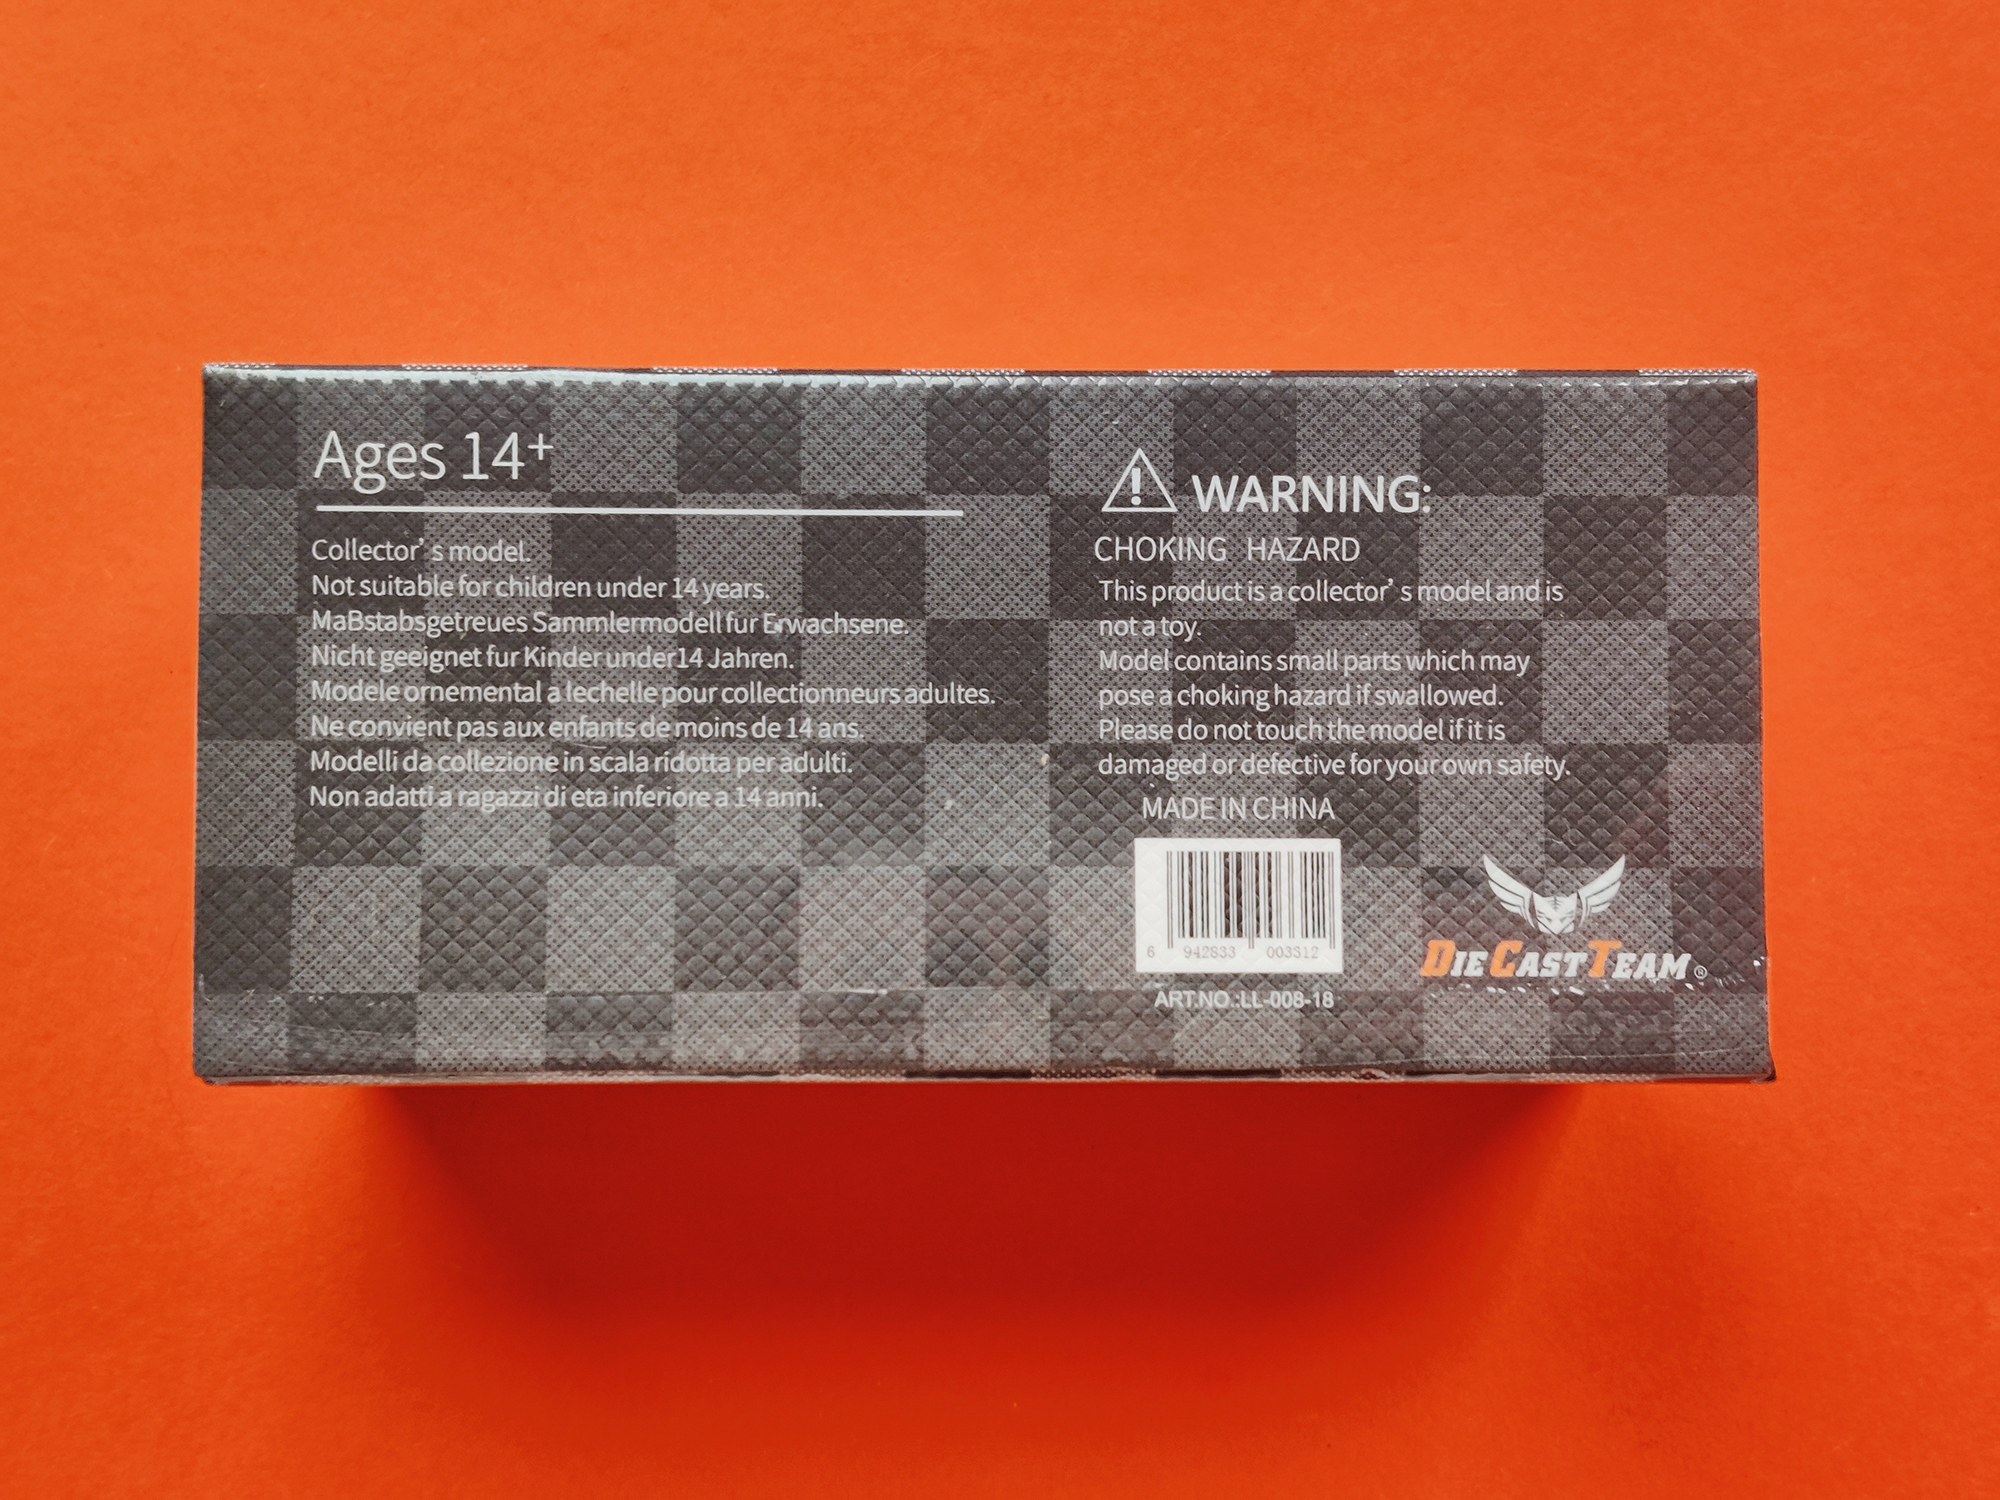 Ages 14⁺
Collector's model.
Not suitable for children under 14 years.
MaBstabsgetreues Sammlermodell fur Erwachsene.
Nicht geeignet fur Kinder under14 Jahren.
Modele ornemental a lechelle pour collectionneurs adultes.
Ne convient pas aux enfants de moins de 14 ans.
Modelli da collezione in scala ridotta per adulti.
Non adatti a ragazzi di eta inferiore a 14 anni.
WARNING:
CHOKING HAZARD
This product is a collector's model and is
not a toy.
Model contains small parts which may
pose a choking hazard if swallowed.
Please do not touch the model if it is
damaged or defective for your own safety.
MADE IN CHINA
6 942833 003312
ART.NO.:LL-008-18
DIE CAST TEAM ®